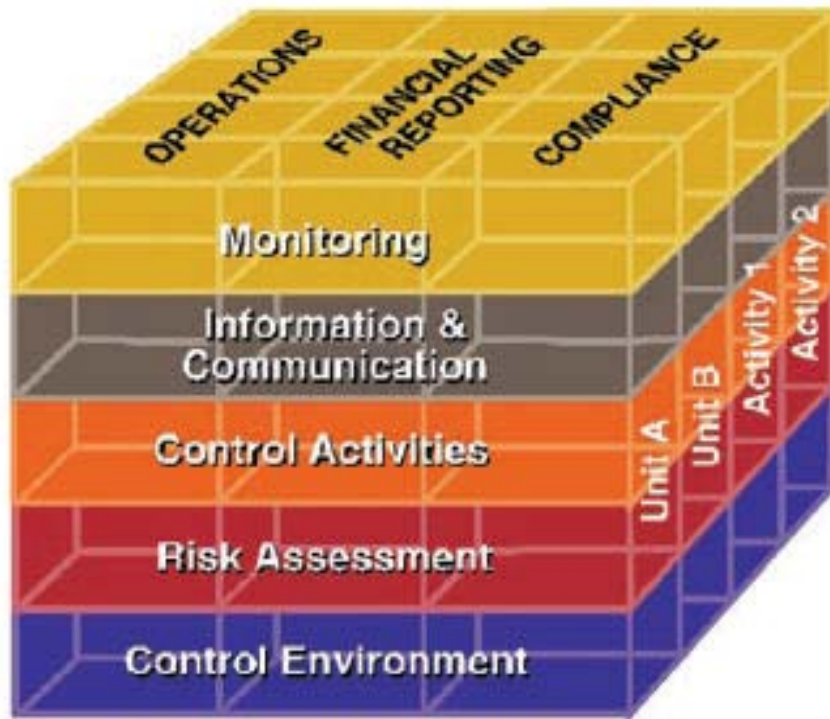 OPERATIONS
FINANCIAL
REPORTING
COMPLIANCE
Monitoring
Information &
Communication
Control Activities
Risk Assessment
Control Environment
Unit A
Unit B
Activity 1
Activity 2